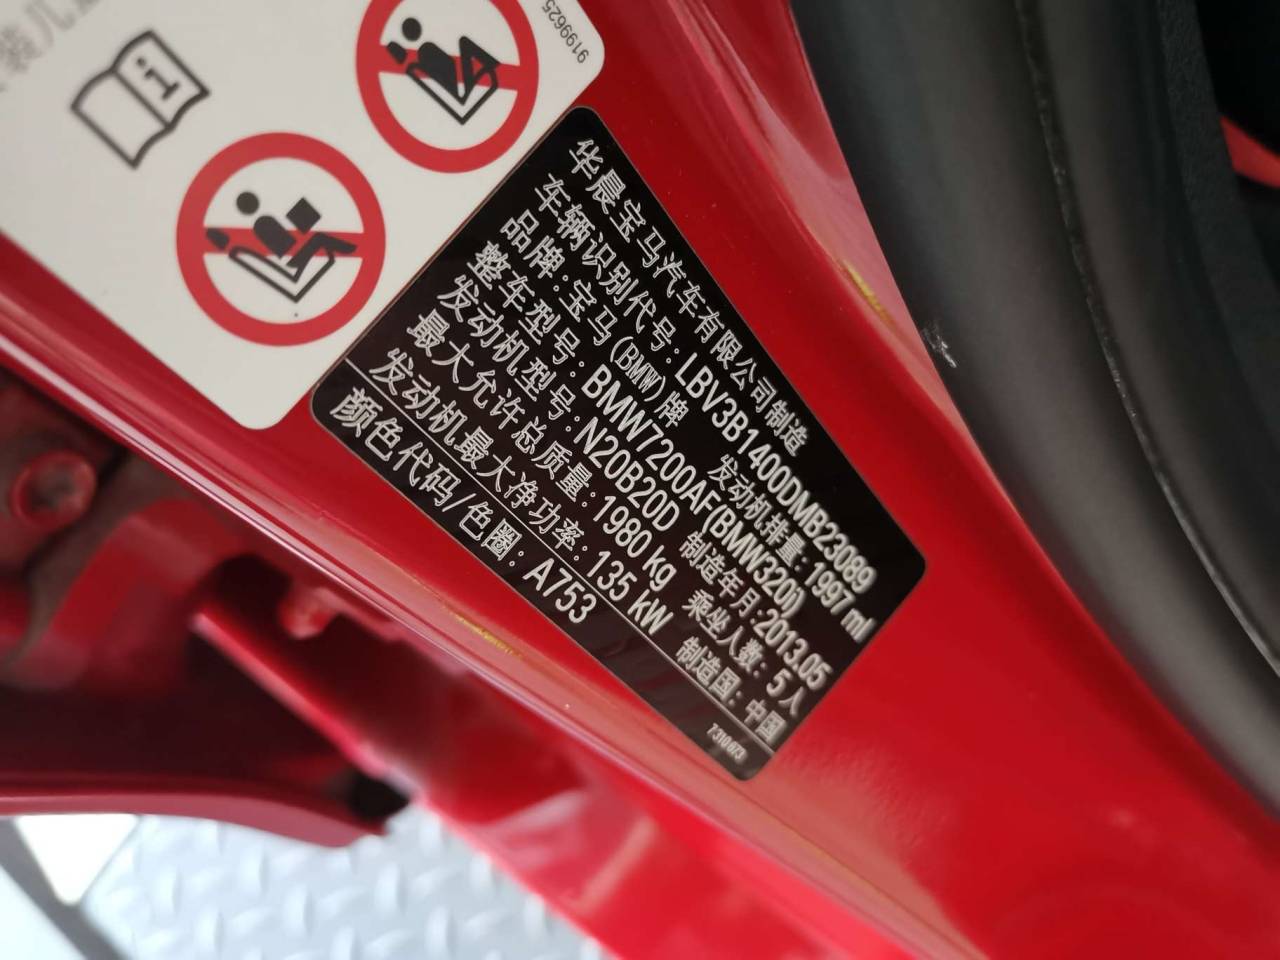 9199625
华晨宝马汽车有限公司制造
车辆识别代号: LBV3B1400DMB23089
品牌:宝马(BMW)牌 发动机排量: 1997 ml
整车型号: BMW7200AF(BMW320i)
发动机型号: N20B20D 制造年月:2013.05
最大允许总质量: 1980 kg 乘坐人数: 5人
发动机最大净功率: 135 kW 制造国: 中国
颜色代码/色圈: A753
7310673